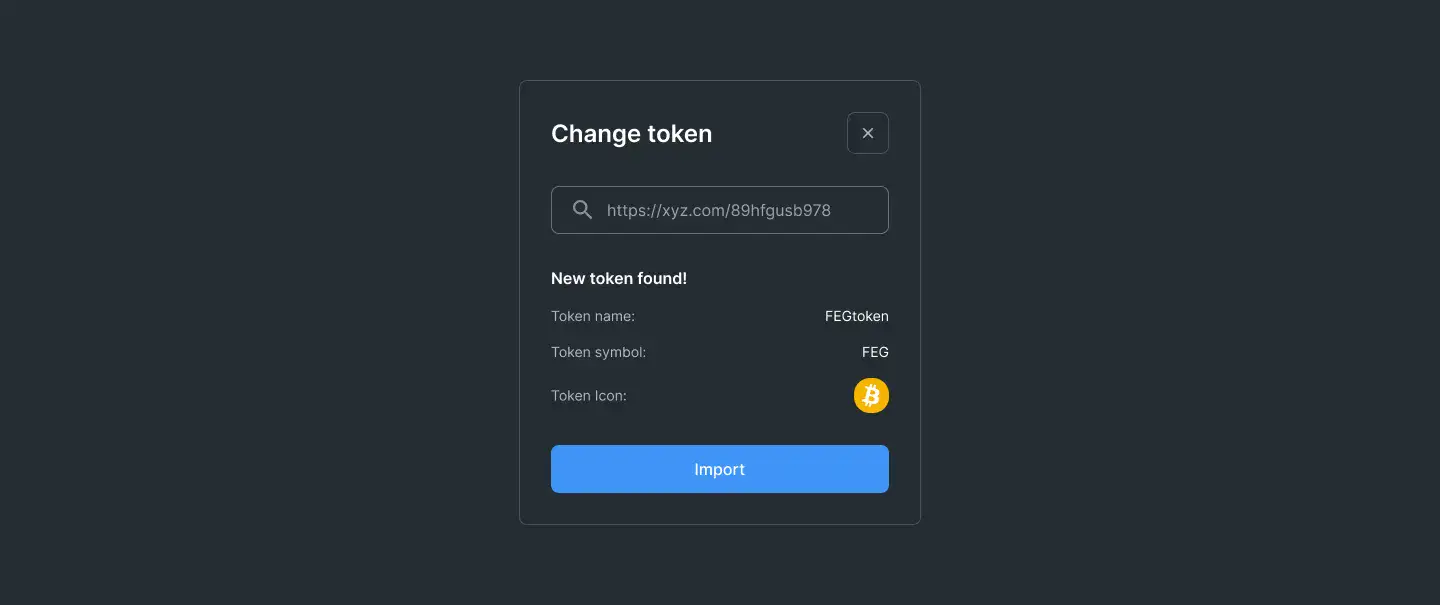 Change token
https://xyz.com/89hfgusb978
New token found!
Token name: FEGtoken
Token symbol: FEG
Token Icon:
Import